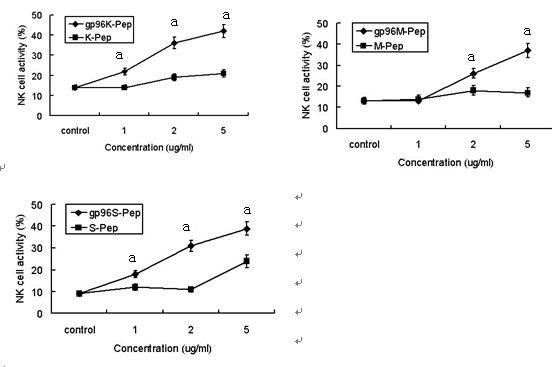 50
40
30
20
10
0
NK cell activity (%)
gp96K-Pep
K-Pep
a
a
a
control 1 2 5
Concentration (ug/ml)
50
40
30
20
10
0
NK cell activity (%)
gp96M-Pep
M-Pep
a
a
control 1 2 5
Concentration (ug/ml)
50
40
30
20
10
0
NK cell activity (%)
gp96S-Pep
S-Pep
a
a
a
control 1 2 5
Concentration (ug/ml)